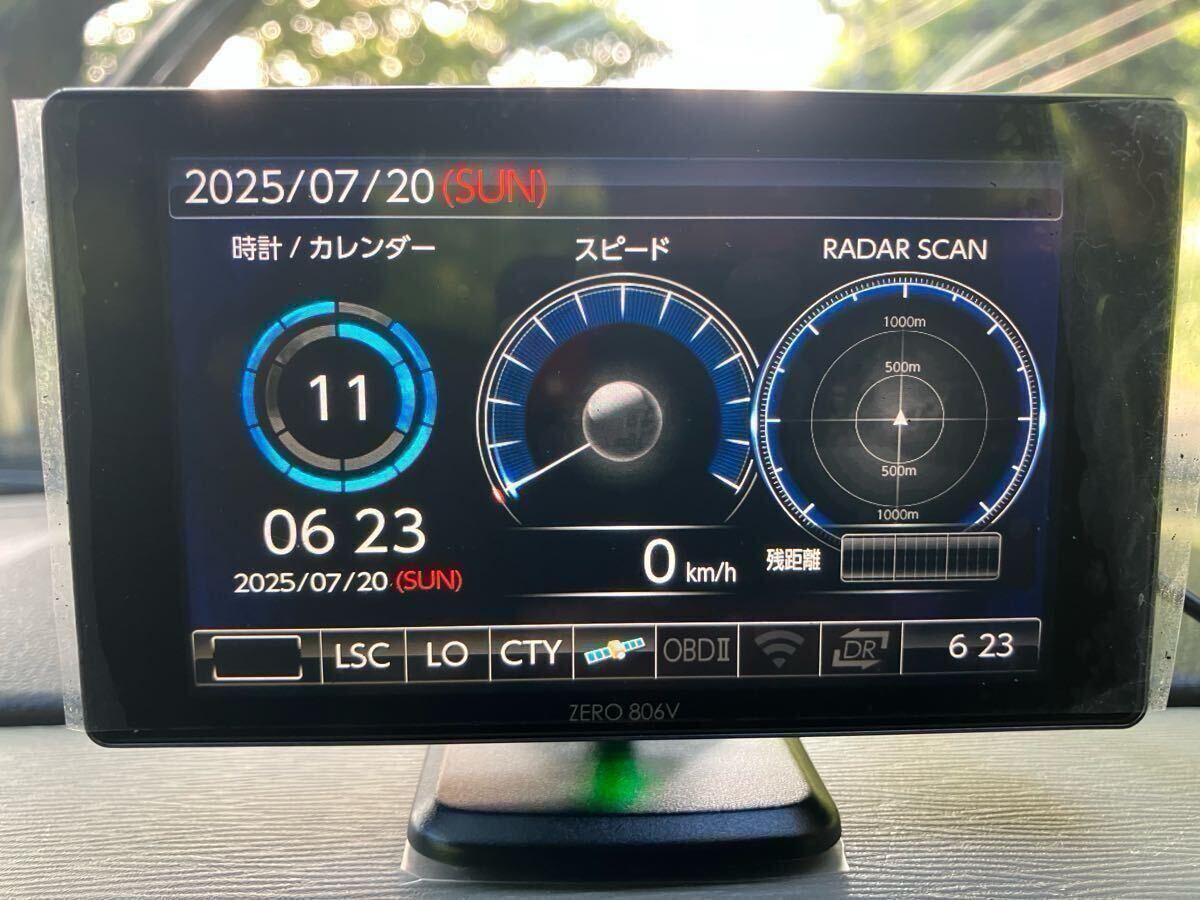 2025/07/20(SUN)
時計 / カレンダー
スピード
RADAR SCAN
11
06 23
2025/07/20 (SUN)
0 km/h
1000m
500m
500m
1000m
残距離
LSC
LO
CTY
OBDⅡ
DR
6 23
ZERO 806V